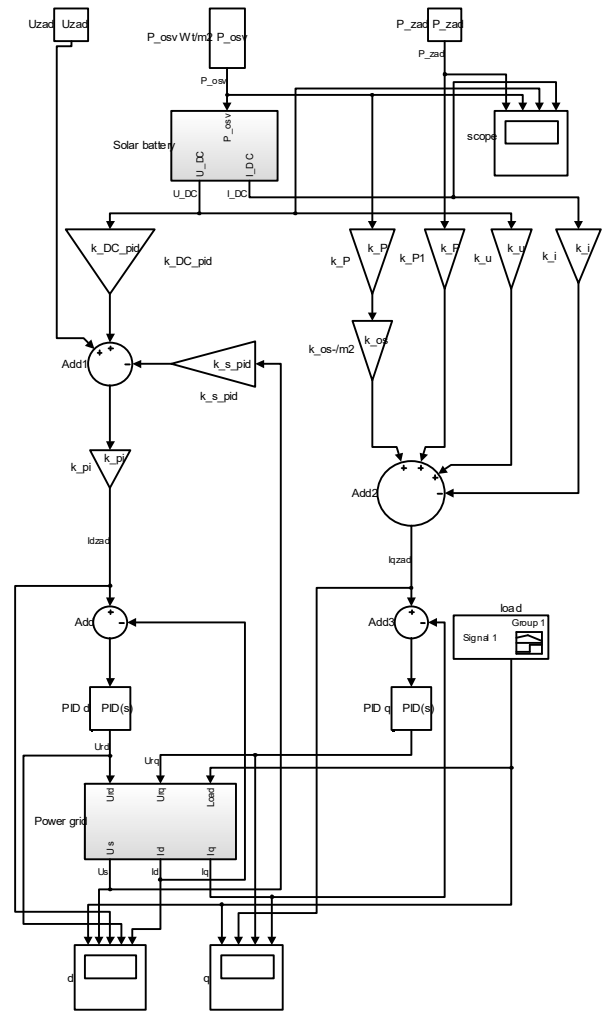 Uzad Uzad
P_osv Wt/m2 P_osv
P_zad P_zad
P_osv
P_zad
P_osv
Solar battery
U_DC
I_DC
scope
U_DC
I_DC
k_DC_pid
k_DC_pid
k_P
k_P
k_P1
k_P
k_u
k_u
k_i
k_i
k_os-/m2
k_os
+
+
-
Add1
k_s_pid
k_s_pid
k_pi
k_pi
+
+
+
-
Add2
Idzad
Iqzad
Add
+
-
Add3
+
-
load
Group 1
Signal 1
PID d
PID(s)
PID q
PID(s)
Urd
Urq
Urd
Urq
Load
Power grid
Us
Id
Iq
Us
Id
Iq
d
q